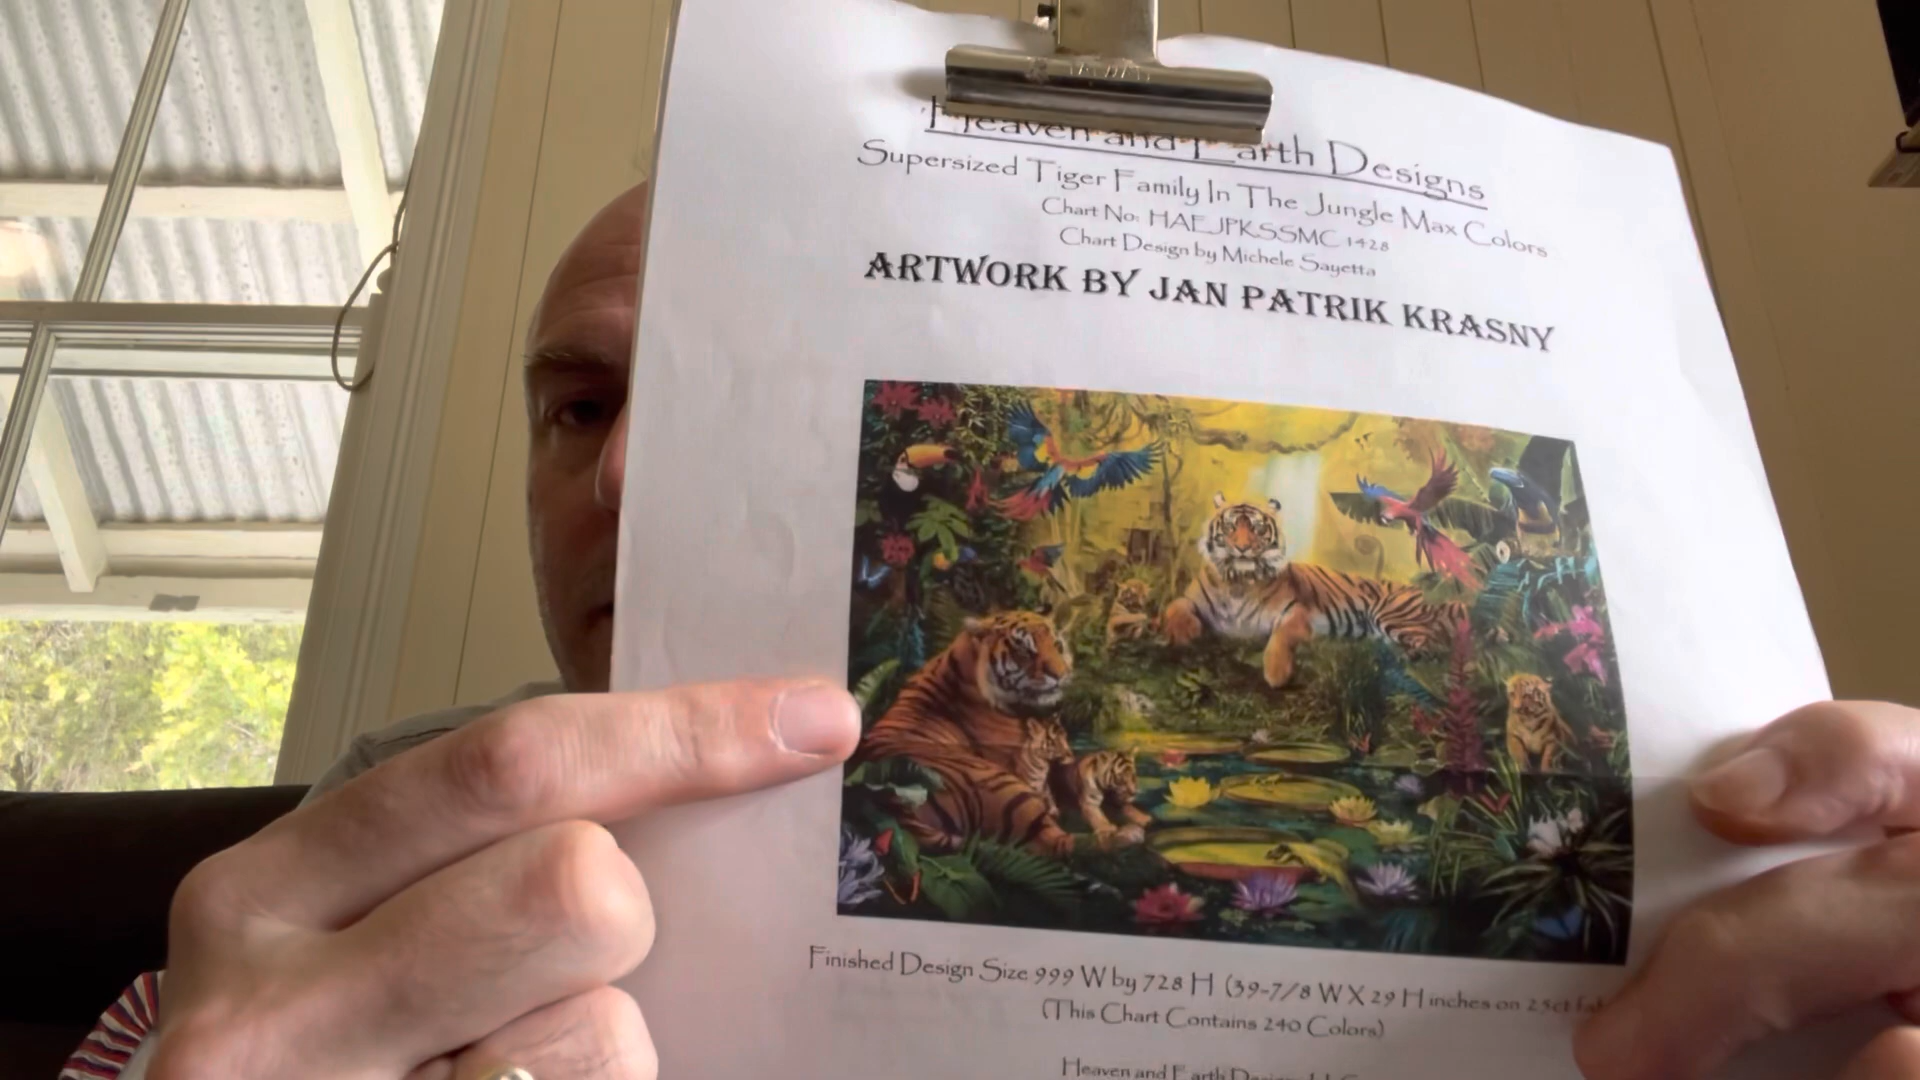 Heaven and Earth Designs
Supersized Tiger Family In The Jungle Max Colors
Chart No: HAEJPKSSMC 1428
Chart Design by Michele Sayetta
ARTWORK BY JAN PATRIK KRASNY
Finished Design Size 999 W by 728 H (39-7/8 W X 29 H inches on 25ct
(This Chart Contains 240 Colors)
Heaven and Earth Designs